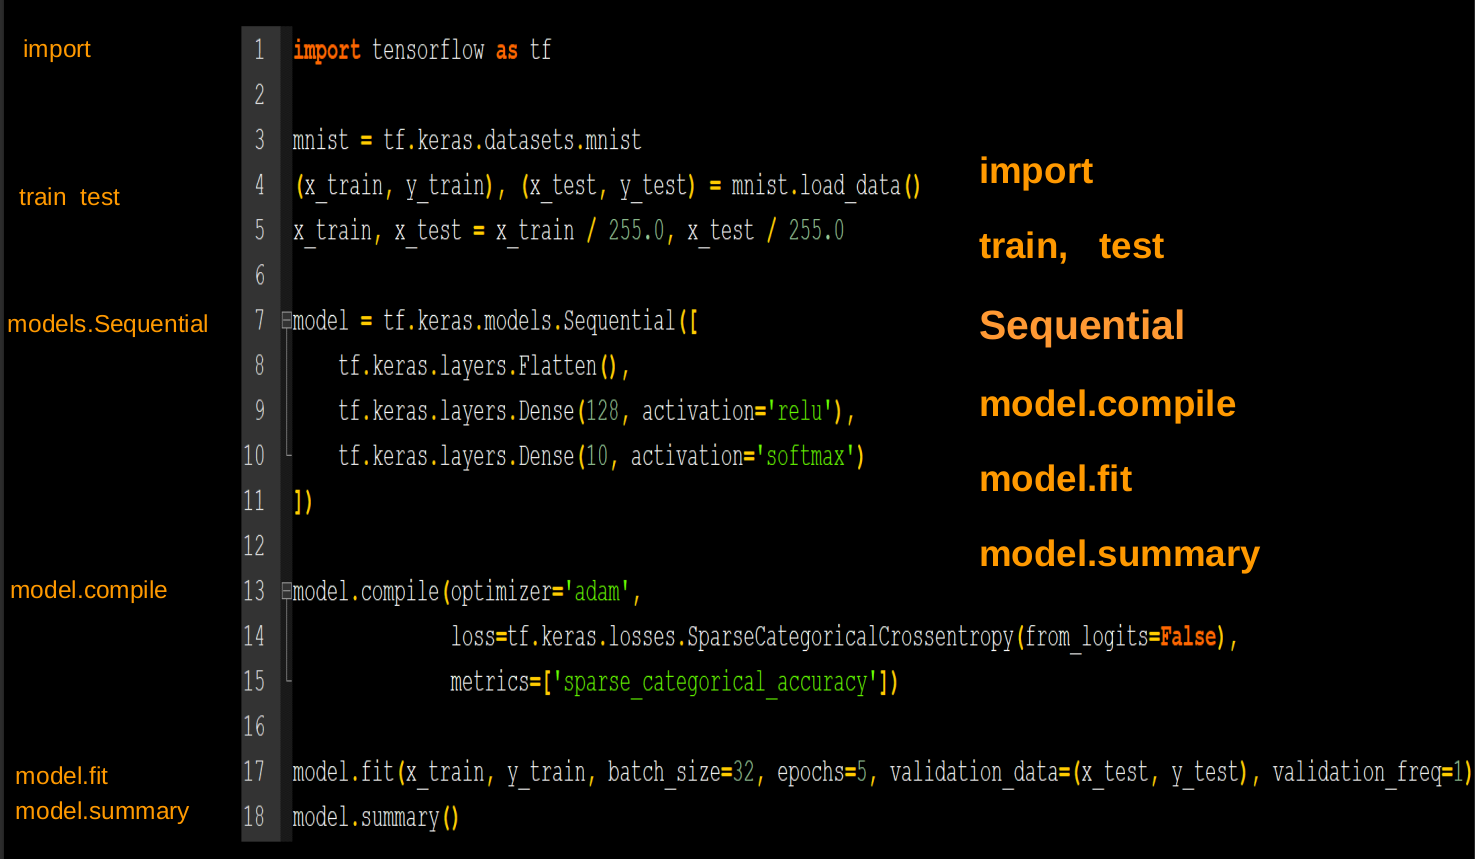 import
train  test
models.Sequential
model.compile
model.fit
model.summary
1 import tensorflow as tf
2
3 mnist = tf.keras.datasets.mnist
4 (x_train, y_train), (x_test, y_test) = mnist.load_data()
5 x_train, x_test = x_train / 255.0, x_test / 255.0
6
7 model = tf.keras.models.Sequential([
8     tf.keras.layers.Flatten(),
9     tf.keras.layers.Dense(128, activation='relu'),
10     tf.keras.layers.Dense(10, activation='softmax')
11 ])
12
13 model.compile(optimizer='adam',
14               loss=tf.keras.losses.SparseCategoricalCrossentropy(from_logits=False),
15               metrics=['sparse_categorical_accuracy'])
16
17 model.fit(x_train, y_train, batch_size=32, epochs=5, validation_data=(x_test, y_test), validation_freq=1)
18 model.summary()
import
train,   test
Sequential
model.compile
model.fit
model.summary